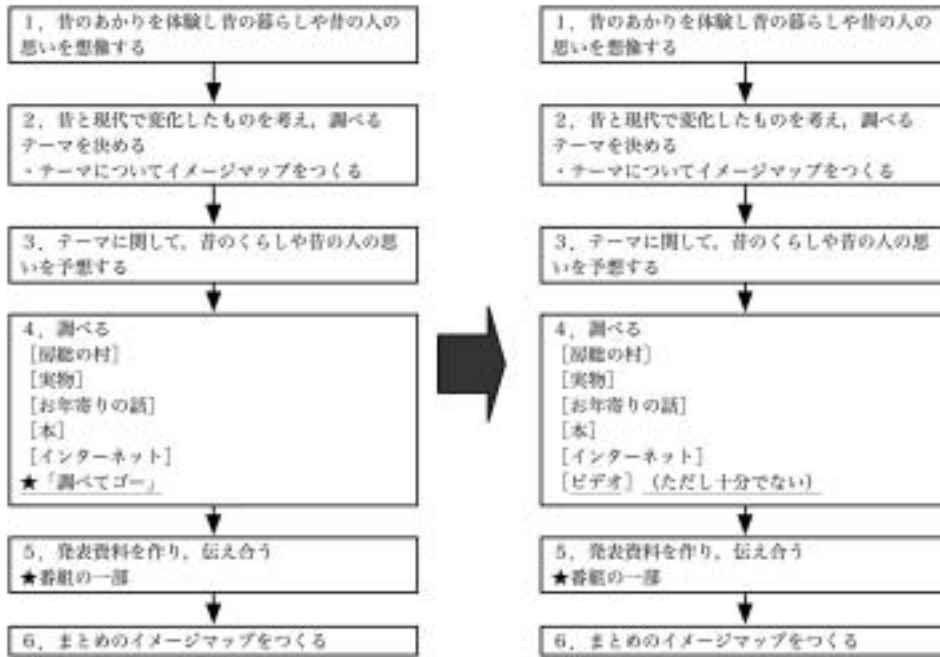 1，昔のあかりを体験し昔の暮らしや昔の人の
思いを想像する
2，昔と現代で変化したものを考え，調べる
テーマを決める
・テーマについてイメージマップをつくる
3，テーマに関して，昔のくらしや昔の人の思
いを予想する
4，調べる
［房総の村］
［実物］
［お年寄りの話］
［本］
［インターネット］
★「調べてゴー」
5，発表資料を作り，伝え合う
★番組の一部
6，まとめのイメージマップをつくる
1，昔のあかりを体験し昔の暮らしや昔の人の
思いを想像する
2，昔と現代で変化したものを考え，調べる
テーマを決める
・テーマについてイメージマップをつくる
3，テーマに関して，昔のくらしや昔の人の思
いを予想する
4，調べる
［房総の村］
［実物］
［お年寄りの話］
［本］
［インターネット］
［ビデオ］（ただし十分でない）
5，発表資料を作り，伝え合う
★番組の一部
6，まとめのイメージマップをつくる